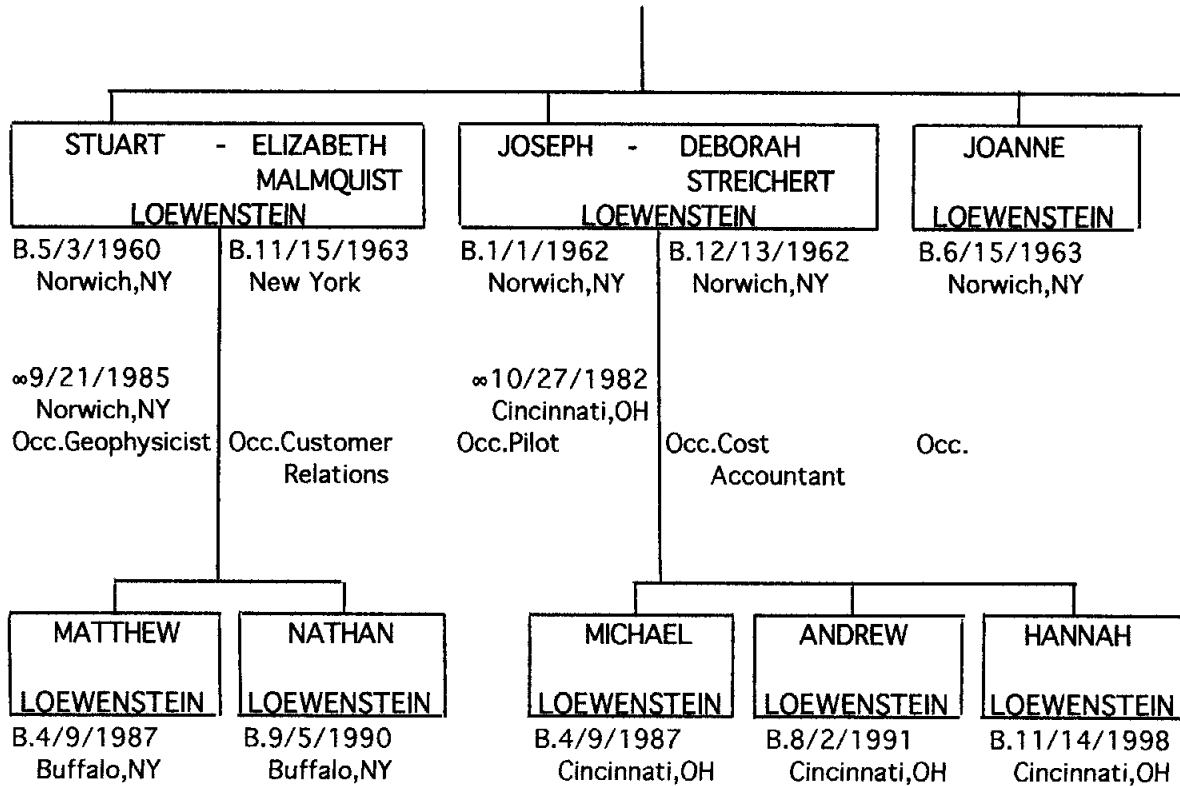 STUART - ELIZABETH
MALMQUIST
LOEWENSTEIN
B.5/3/1960
Norwich,NY
B.11/15/1963
New York
∞9/21/1985
Norwich,NY
Occ.Geophysicist
Occ.Customer
Relations
JOSEPH - DEBORAH
STREICHERT
LOEWENSTEIN
B.1/1/1962
Norwich,NY
B.12/13/1962
Norwich,NY
∞10/27/1982
Cincinnati,OH
Occ.Pilot
Occ.Cost
Accountant
JOANNE
LOEWENSTEIN
B.6/15/1963
Norwich,NY
Occ.
MATTHEW
LOEWENSTEIN
B.4/9/1987
Buffalo,NY
NATHAN
LOEWENSTEIN
B.9/5/1990
Buffalo,NY
MICHAEL
LOEWENSTEIN
B.4/9/1987
Cincinnati,OH
ANDREW
LOEWENSTEIN
B.8/2/1991
Cincinnati,OH
HANNAH
LOEWENSTEIN
B.11/14/1998
Cincinnati,OH